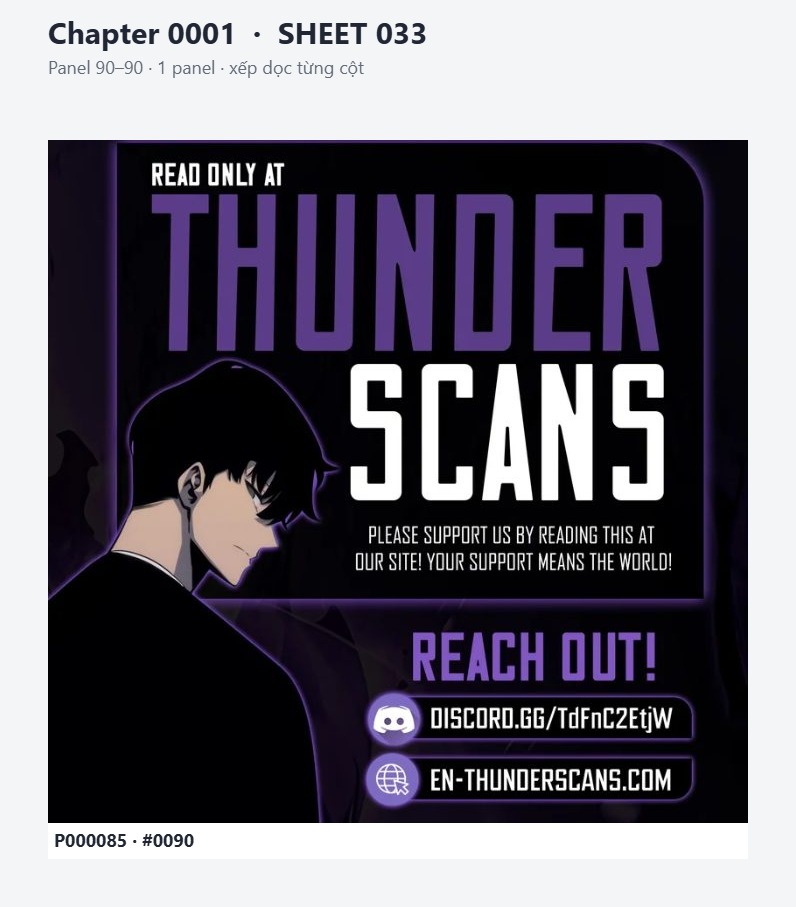 Chapter 0001 · SHEET 033
Panel 90–90 · 1 panel · xếp dọc từng cột
READ ONLY AT
THUNDER
SCANS
PLEASE SUPPORT US BY READING THIS AT
OUR SITE! YOUR SUPPORT MEANS THE WORLD!
REACH OUT!
DISCORD.GG/TdFnC2EtjW
EN-THUNDERSCANS.COM
P000085 · #0090